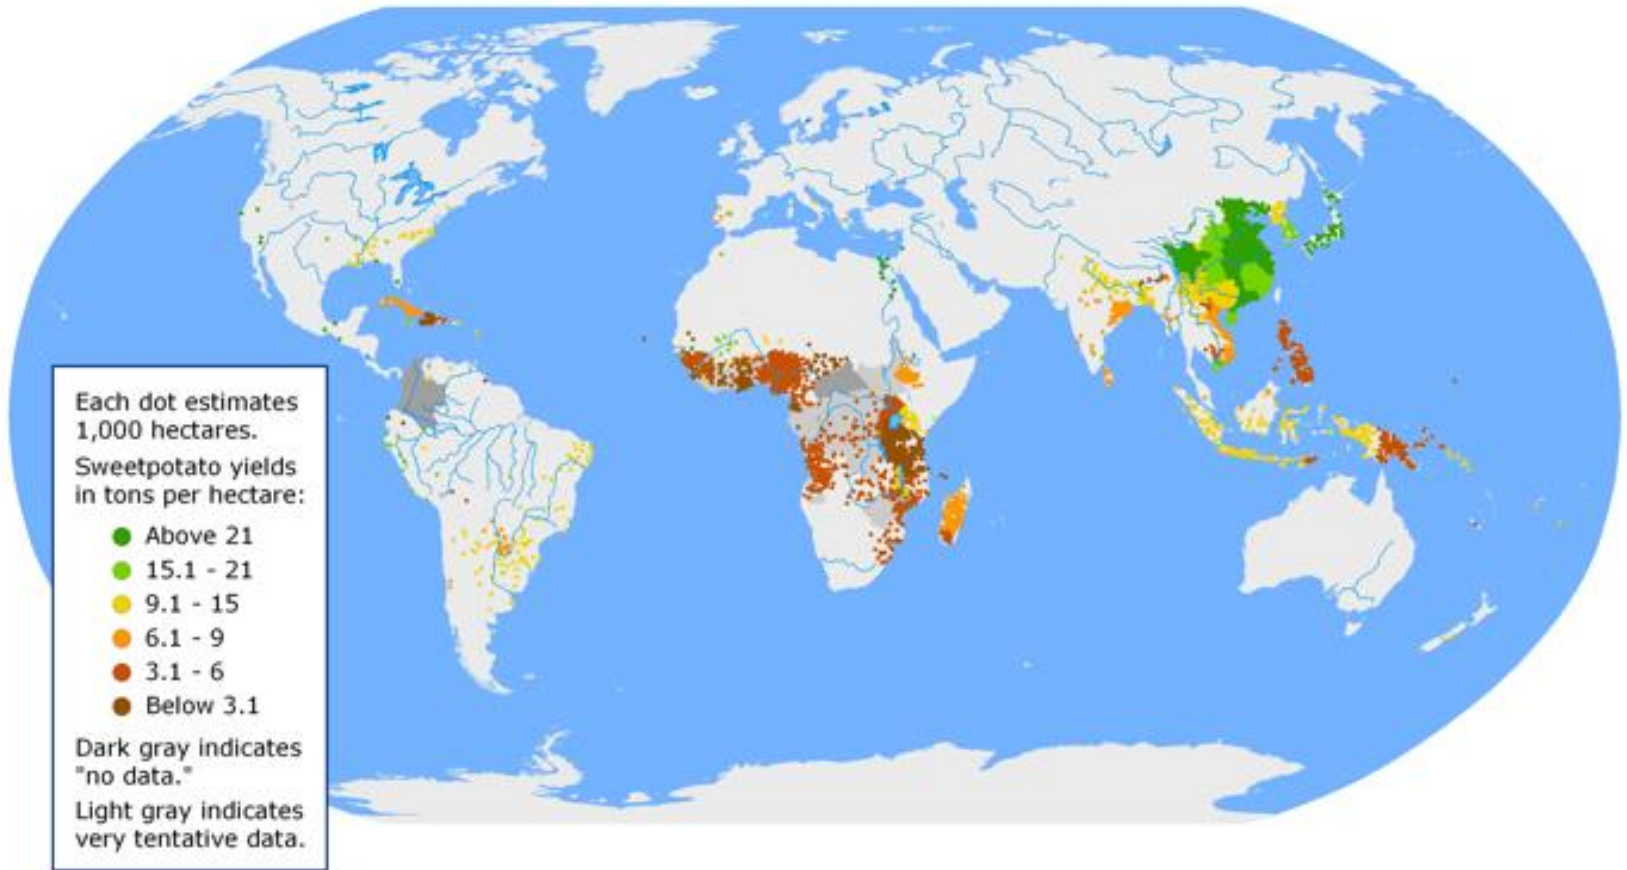 Each dot estimates
1,000 hectares.
Sweetpotato yields
in tons per hectare:
Above 21
15.1 - 21
9.1 - 15
6.1 - 9
3.1 - 6
Below 3.1
Dark gray indicates
"no data."
Light gray indicates
very tentative data.